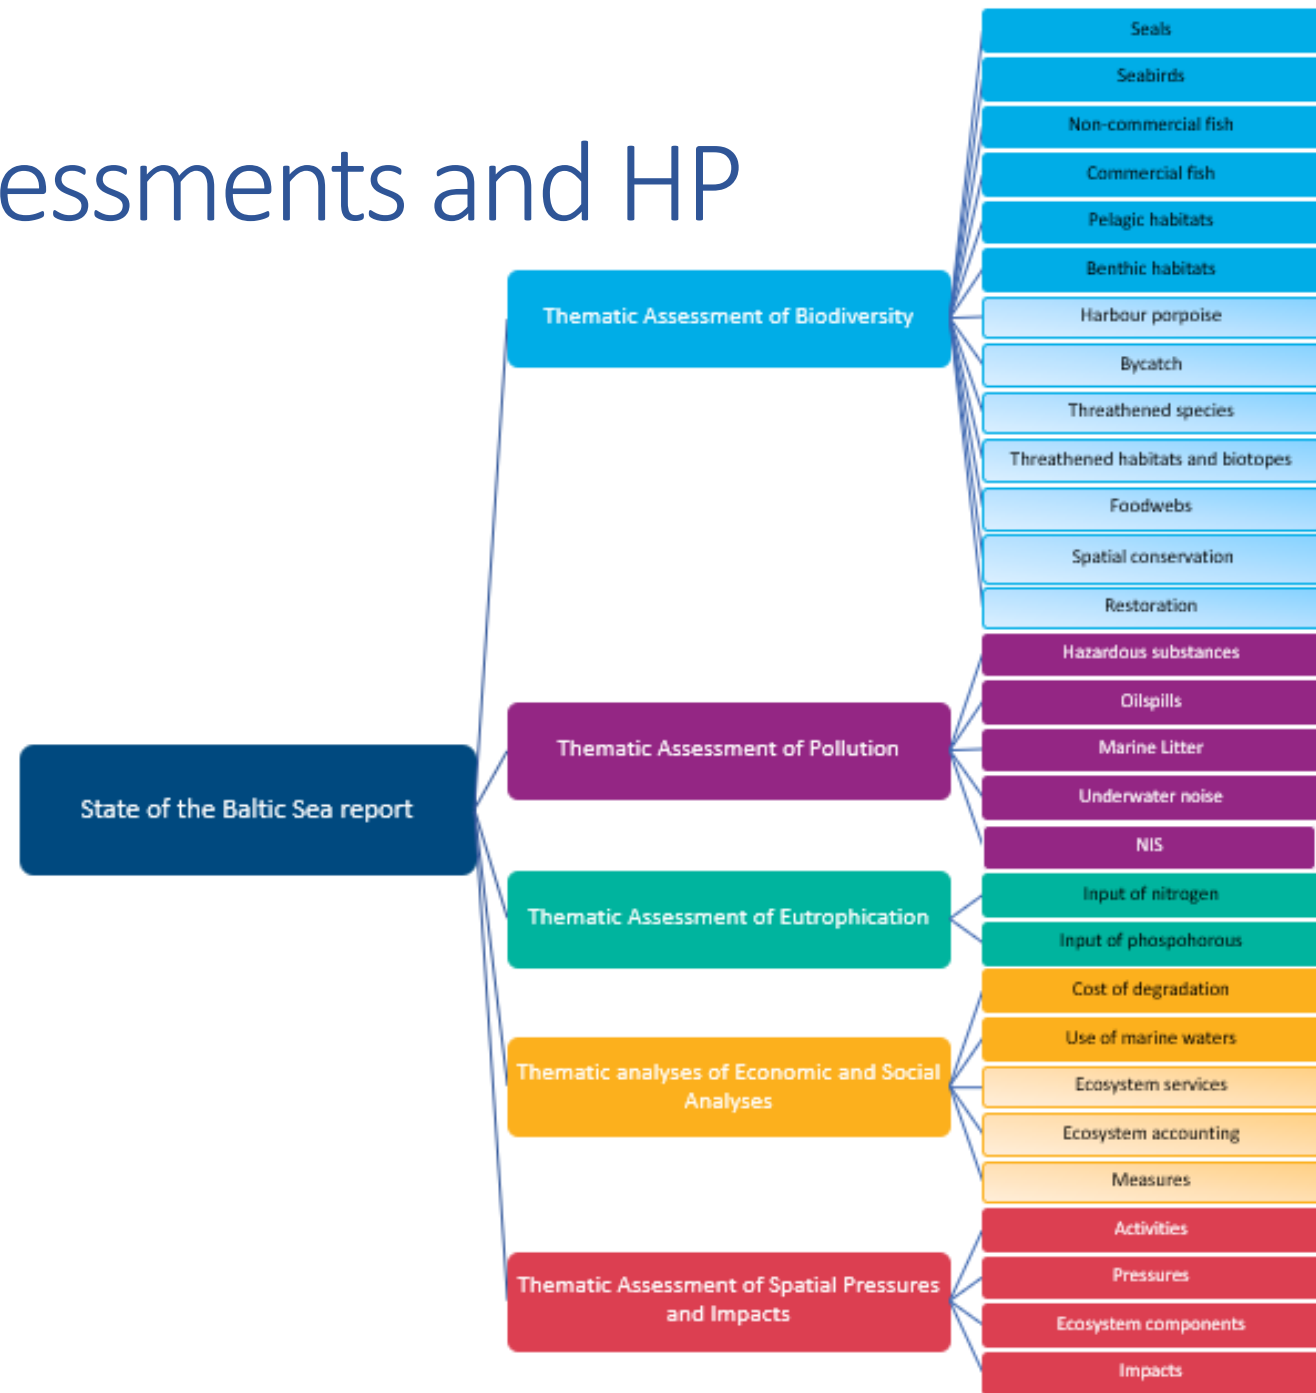 essments and HP
State of the Baltic Sea report
Thematic Assessment of Biodiversity
Seals
Seabirds
Non-commercial fish
Commercial fish
Pelagic habitats
Benthic habitats
Harbour porpoise
Bycatch
Threathened species
Threathened habitats and biotopes
Foodwebs
Spatial conservation
Restoration
Thematic Assessment of Pollution
Hazardous substances
Oilspills
Marine Litter
Underwater noise
NIS
Thematic Assessment of Eutrophication
Input of nitrogen
Input of phospohorous
Thematic analyses of Economic and Social
Analyses
Cost of degradation
Use of marine waters
Ecosystem services
Ecosystem accounting
Measures
Thematic Assessment of Spatial Pressures
and Impacts
Activities
Pressures
Ecosystem components
Impacts